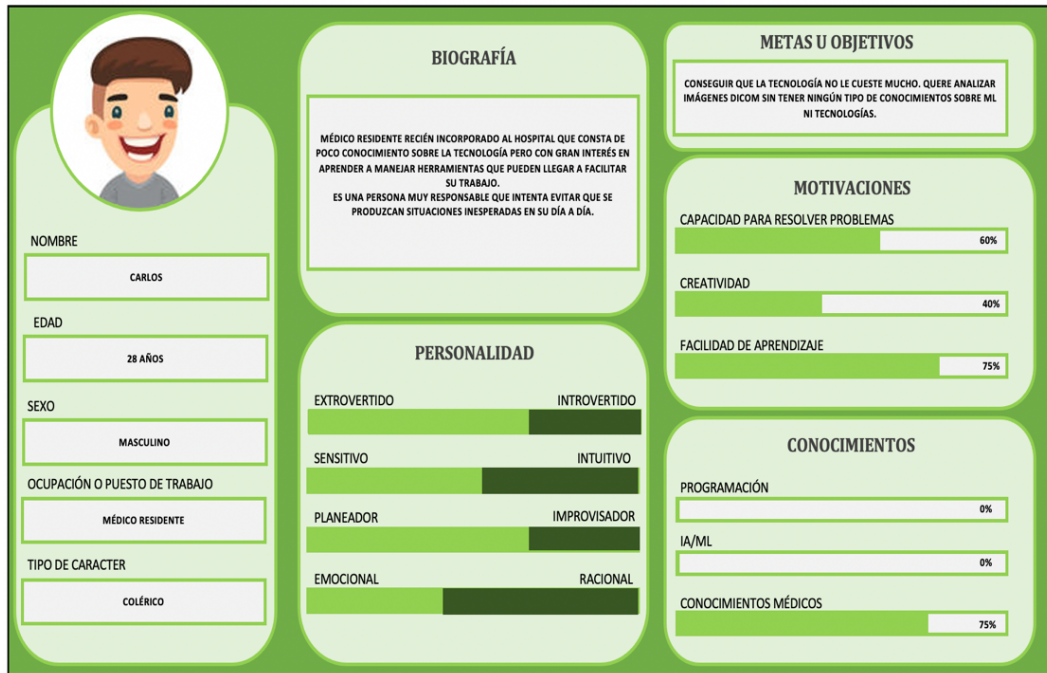 NOMBRE
CARLOS
EDAD
28 AÑOS
SEXO
MASCULINO
OCUPACIÓN O PUESTO DE TRABAJO
MÉDICO RESIDENTE
TIPO DE CARACTER
COLÉRICO
BIOGRAFÍA
MÉDICO RESIDENTE RECIÉN INCORPORADO AL HOSPITAL QUE CONSTA DE
POCO CONOCIMIENTO SOBRE LA TECNOLOGÍA PERO CON GRAN INTERÉS EN
APRENDER A MANEJAR HERRAMIENTAS QUE PUEDEN LLEGAR A FACILITAR
SU TRABAJO.
ES UNA PERSONA MUY RESPONSABLE QUE INTENTA EVITAR QUE SE
PRODUZCAN SITUACIONES INESPERADAS EN SU DÍA A DÍA.
PERSONALIDAD
EXTROVERTIDO INTROVERTIDO
SENSITIVO INTUITIVO
PLANEADOR IMPROVISADOR
EMOCIONAL RACIONAL
METAS U OBJETIVOS
CONSEGUIR QUE LA TECNOLOGÍA NO LE CUESTE MUCHO. QUERE ANALIZAR
IMÁGENES DICOM SIN TENER NINGÚN TIPO DE CONOCIMIENTOS SOBRE ML
NI TECNOLOGÍAS.
MOTIVACIONES
CAPACIDAD PARA RESOLVER PROBLEMAS
60%
CREATIVIDAD
40%
FACILIDAD DE APRENDIZAJE
75%
CONOCIMIENTOS
PROGRAMACIÓN
0%
IA/ML
0%
CONOCIMIENTOS MÉDICOS
75%